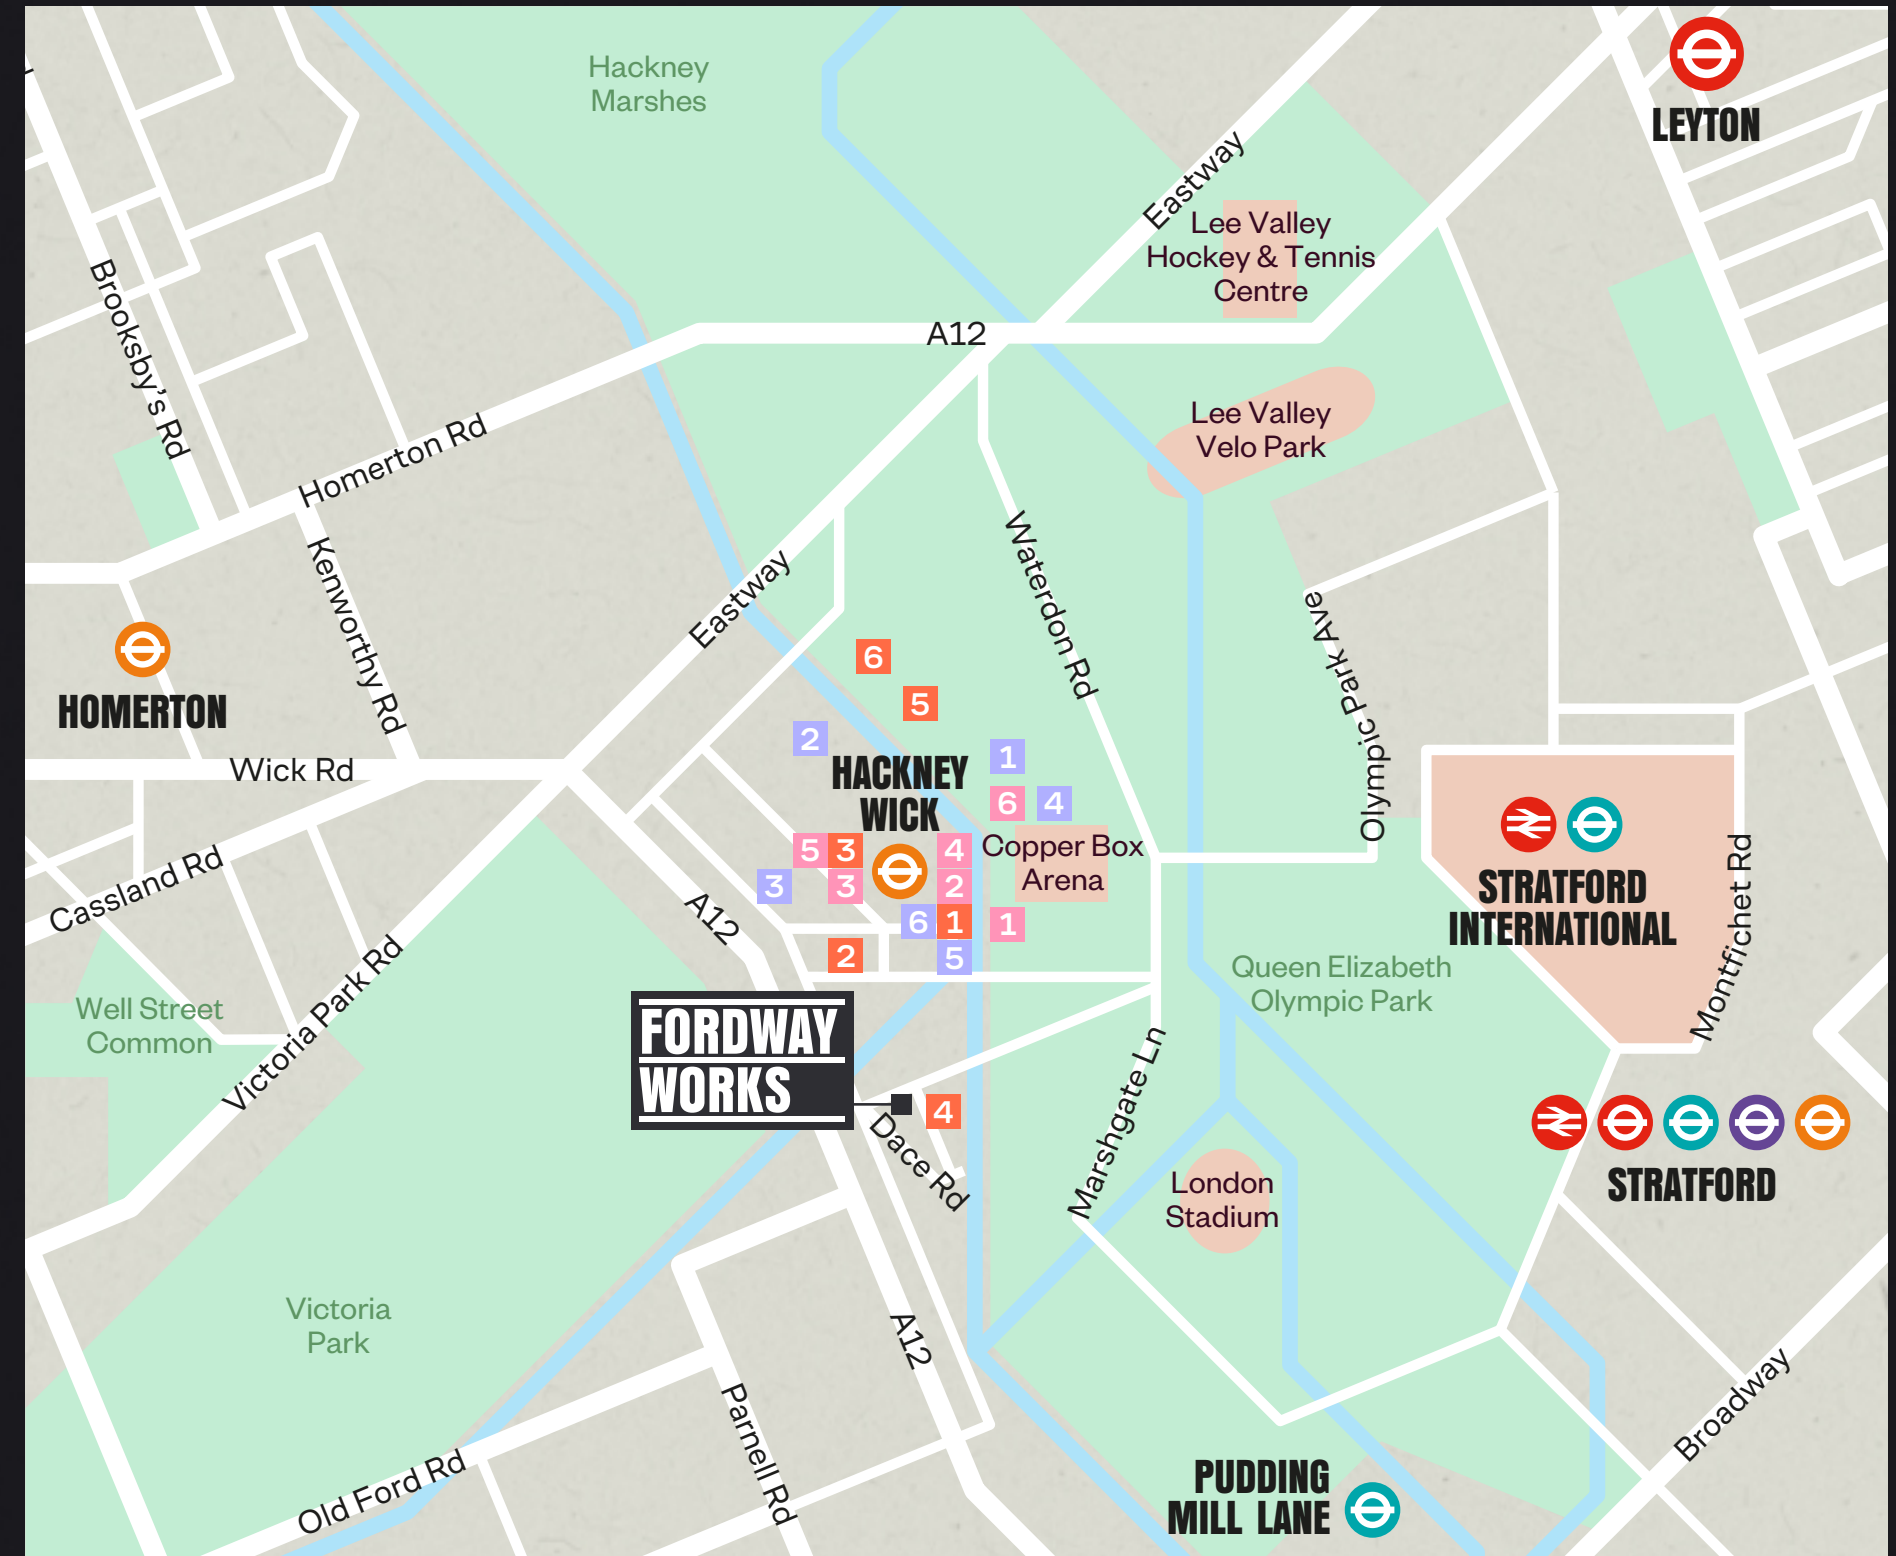 Hackney
Marshes
LEYTON
Eastway
Lee Valley
Hockey & Tennis
Centre
A12
Brooksby's Rd
Homerton Rd
Lee Valley
Velo Park
Kenworthy Rd
Eastway
Waterdon Rd
Olympic Park Ave
HOMERTON
Wick Rd
6
5
2
1
HACKNEY
WICK
6
4
5
3
4
Copper Box
Arena
3
3
2
6
1
1
2
5
Cassland Rd
A12
Victoria Park Rd
STRATFORD
INTERNATIONAL
Montfichet Rd
Well Street
Common
Queen Elizabeth
Olympic Park
FORDWAY
WORKS
4
Dace Rd
Marshgate Ln
London
Stadium
STRATFORD
Victoria
Park
A12
Parnell Rd
Old Ford Rd
Broadway
PUDDING
MILL LANE